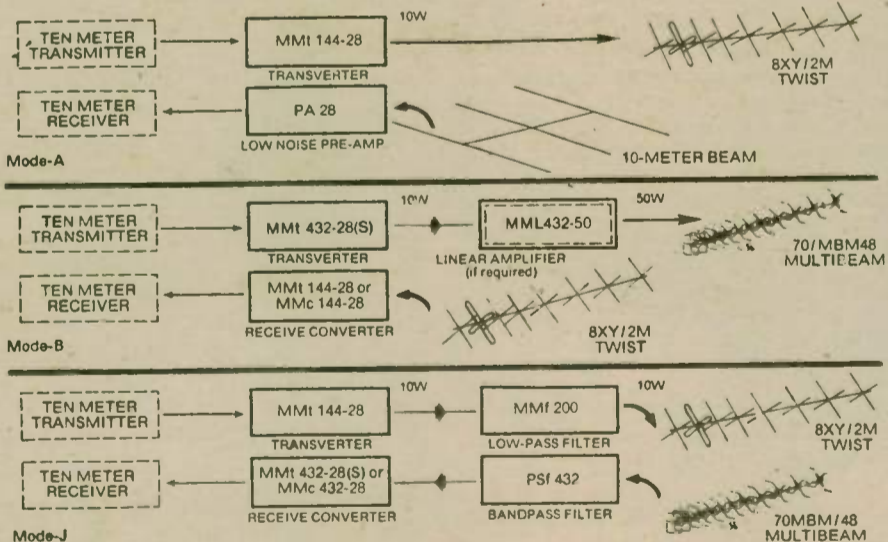 TEN METER
TRANSMITTER
MMt 144-28
TRANSVERTER
10W
8XY/2M
TWIST
TEN METER
RECEIVER
PA 28
LOW NOISE PRE-AMP.
10-METER BEAM
Mode-A
TEN METER
TRANSMITTER
MMt 432-28(S)
TRANSVERTER
10W
MML432-50
LINEAR AMPLIFIER
(if required)
50W
70/MBM48
MULTIBEAM
TEN METER
RECEIVER
MMt 144-28 or
MMc 144-28
RECEIVE CONVERTER
8XY/2M
TWIST
Mode-B
TEN METER
TRANSMITTER
MMt 144-28
TRANSVERTER
10W
MMf 200
LOW-PASS FILTER
10W
8XY/2M
TWIST
TEN METER
RECEIVER
MMt 432-28(S) or
MMc 432-28
RECEIVE CONVERTER
PSf 432
BANDPASS FILTER
70MBM/48
MULTIBEAM
Mode-J